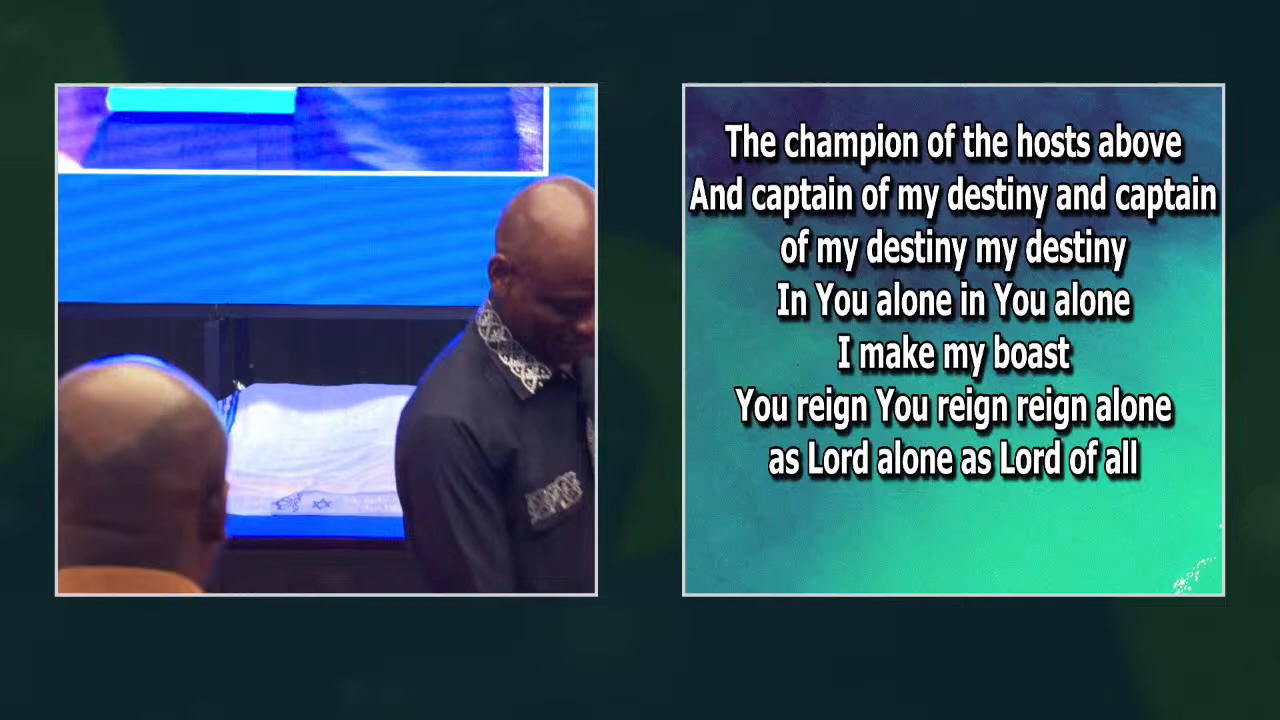 The champion of the hosts above
And captain of my destiny and captain
of my destiny my destiny
In You alone in You alone
I make my boast
You reign You reign reign alone
as Lord alone as Lord of all